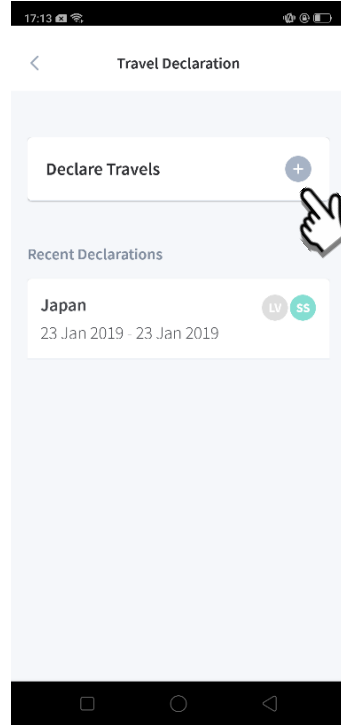 17:13
Travel Declaration
Declare Travels
Recent Declarations
Japan
LV SS
23 Jan 2019 - 23 Jan 2019